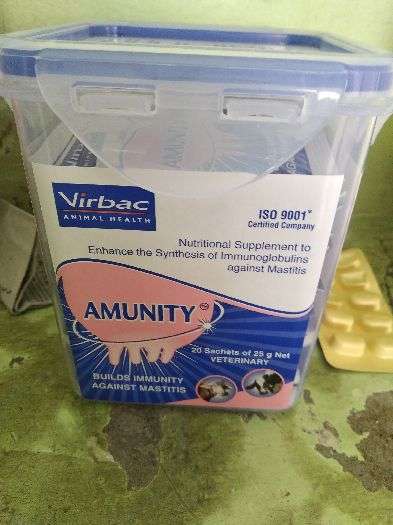 Virbac
ANIMAL HEALTH
ISO 9001*
Certified Company
Nutritional Supplement to
Enhance the Synthesis of Immunoglobulins
against Mastitis
AMUNITY
20 Sachets of 25 g Net
VETERINARY
BUILDS IMMUNITY
AGAINST MASTITIS